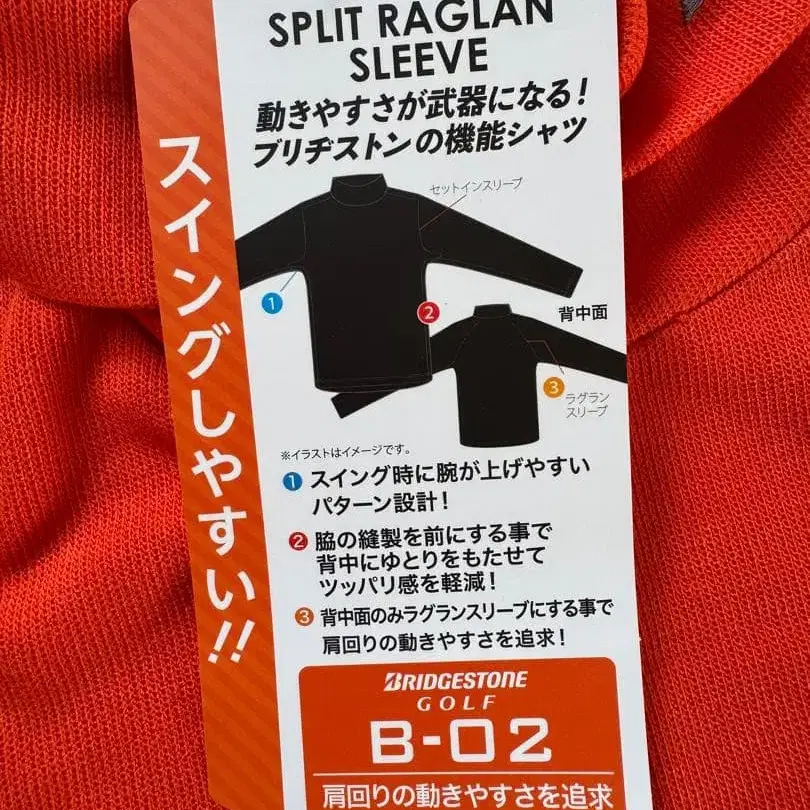 SPLIT RAGLAN
SLEEVE
動きやすさが武器になる!
ブリヂストンの機能シャツ
スイングしやすい!!
セットインスリーブ
1
2
背中面
3
ラグラン
スリーブ
※イラストはイメージです。
1 スイング時に腕が上げやすい
パターン設計!
2 脇の縫製を前にする事で
背中にゆとりをもたせて
ツッパリ感を軽減!
3 背中面のみラグランスリーブにする事で
肩回りの動きやすさを追求!
BRIDGESTONE
GOLF
B-02
肩回りの動きやすさを追求